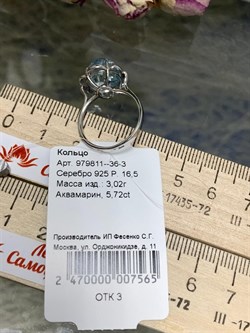 Кольцо
Арт. 979811--36-3
Серебро 925 Р. 16,5
Масса изд.: 3,02г
Аквамарин, 5,72ct
Производитель ИП Фесенко С.Г.
Москва, ул. Орджоникидзе, д. 11
2 470000 007565
ОТК 3
17435-72